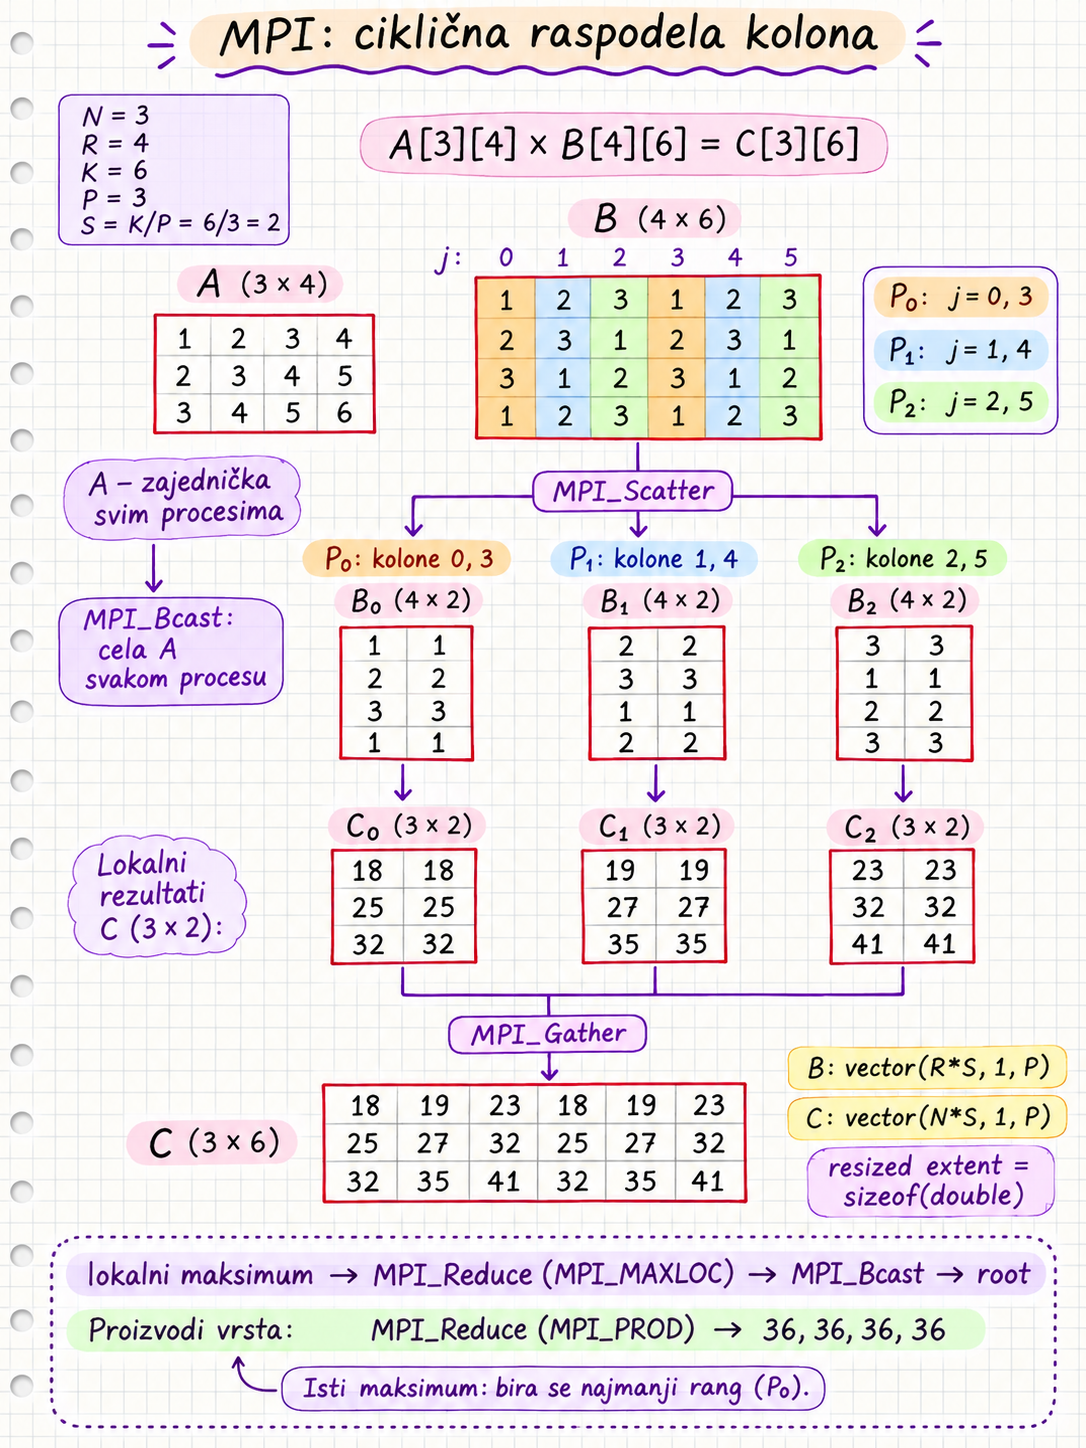 MPI: ciklična raspodela kolona
N = 3
R = 4
K = 6
P = 3
S = K/P = 6/3 = 2
A[3][4] × B[4][6] = C[3][6]
B (4 × 6)
j: 0 1 2 3 4 5
1 2 3 1 2 3
2 3 1 2 3 1
3 1 2 3 1 2
1 2 3 1 2 3
A (3 × 4)
1 2 3 4
2 3 4 5
3 4 5 6
P₀: j = 0, 3
P₁: j = 1, 4
P₂: j = 2, 5
A – zajednička
svim procesima
MPI_Bcast:
cela A
svakom procesu
MPI_Scatter
P₀: kolone 0, 3
P₁: kolone 1, 4
P₂: kolone 2, 5
B₀ (4 × 2)
B₁ (4 × 2)
B₂ (4 × 2)
1 1
2 2
3 3
1 1
2 2
3 3
1 1
2 2
3 3
1 1
2 2
3 3
Lokalni
rezultati
C (3 × 2):
C₀ (3 × 2)
C₁ (3 × 2)
C₂ (3 × 2)
18 18
25 25
32 32
19 19
27 27
35 35
23 23
32 32
41 41
MPI_Gather
C (3 × 6)
18 19 23 18 19 23
25 27 32 25 27 32
32 35 41 32 35 41
B: vector(R*S, 1, P)
C: vector(N*S, 1, P)
resized extent =
sizeof(double)
lokalni maksimum → MPI_Reduce (MPI_MAXLOC) → MPI_Bcast → root
Proizvodi vrsta: MPI_Reduce (MPI_PROD) → 36, 36, 36, 36
Isti maksimum: bira se najmanji rang (P₀).